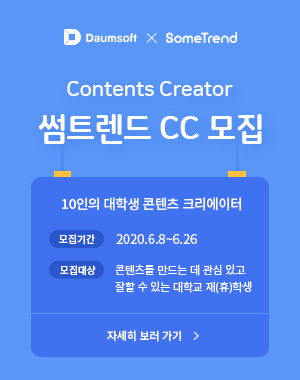 Daumsoft × SomeTrend
Contents Creator
썸트렌드 CC 모집
10인의 대학생 콘텐츠 크리에이터
모집기간 2020.6.8~6.26
모집대상 콘텐츠를 만드는 데 관심 있고
잘할 수 있는 대학교 재(휴)학생
자세히 보러 가기 >